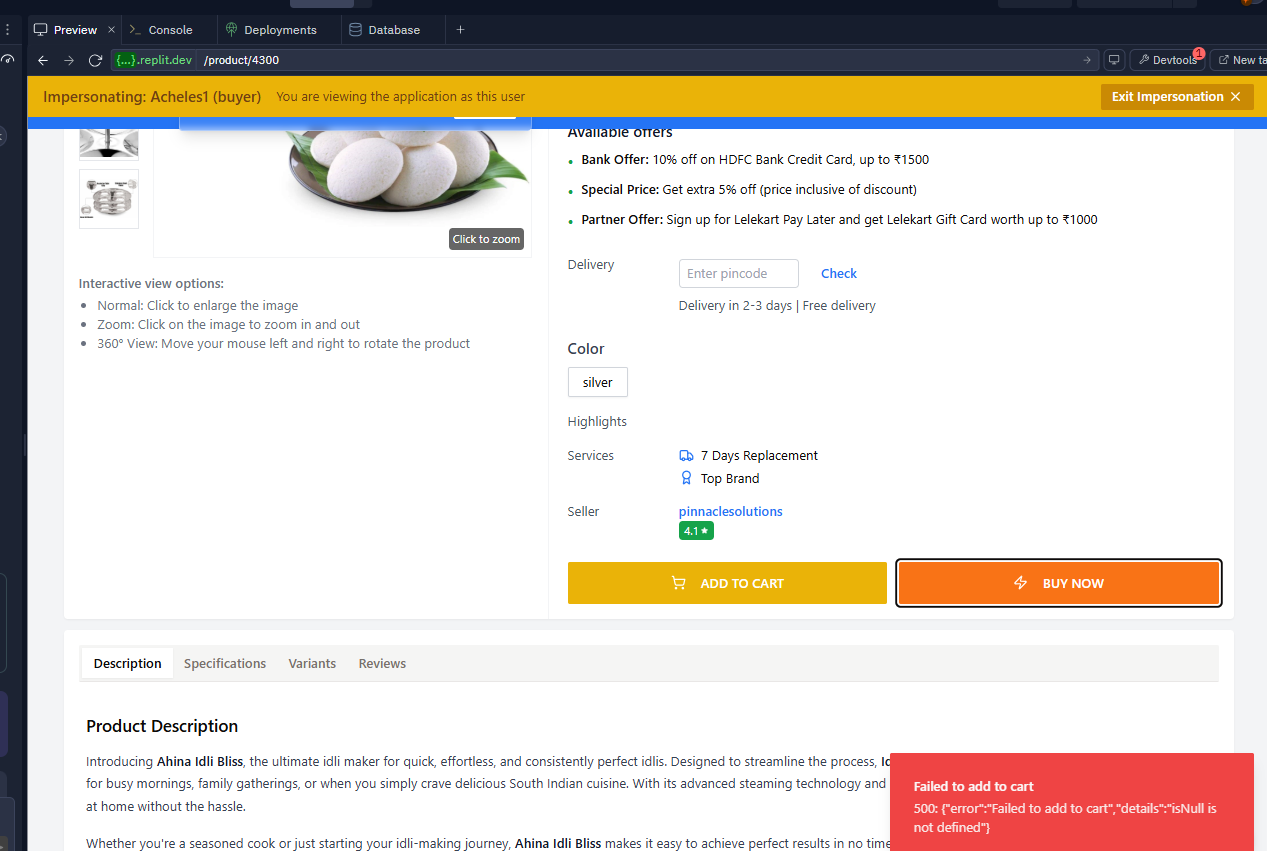 Preview
Console
Deployments
Database
{...}.replit.dev
/product/4300
Devtools
1
New ta
Impersonating: Acheles1 (buyer)
You are viewing the application as this user
Exit Impersonation
Available offers
Bank Offer: 10% off on HDFC Bank Credit Card, up to ₹1500
Special Price: Get extra 5% off (price inclusive of discount)
Partner Offer: Sign up for Lelekart Pay Later and get Lelekart Gift Card worth up to ₹1000
Click to zoom
Interactive view options:
Normal: Click to enlarge the image
Zoom: Click on the image to zoom in and out
360° View: Move your mouse left and right to rotate the product
Delivery
Enter pincode
Check
Delivery in 2-3 days | Free delivery
Color
silver
Highlights
Services
7 Days Replacement
Top Brand
Seller
pinnaclesolutions
4.1
ADD TO CART
BUY NOW
Description
Specifications
Variants
Reviews
Product Description
Introducing Ahina Idli Bliss, the ultimate idli maker for quick, effortless, and consistently perfect idlis. Designed to streamline the process,
for busy mornings, family gatherings, or when you simply crave delicious South Indian cuisine. With its advanced steaming technology and
at home without the hassle.
Whether you're a seasoned cook or just starting your idli-making journey, Ahina Idli Bliss makes it easy to achieve perfect results in no time
Failed to add to cart
500: {"error":"Failed to add to cart","details":"isNull is
not defined"}